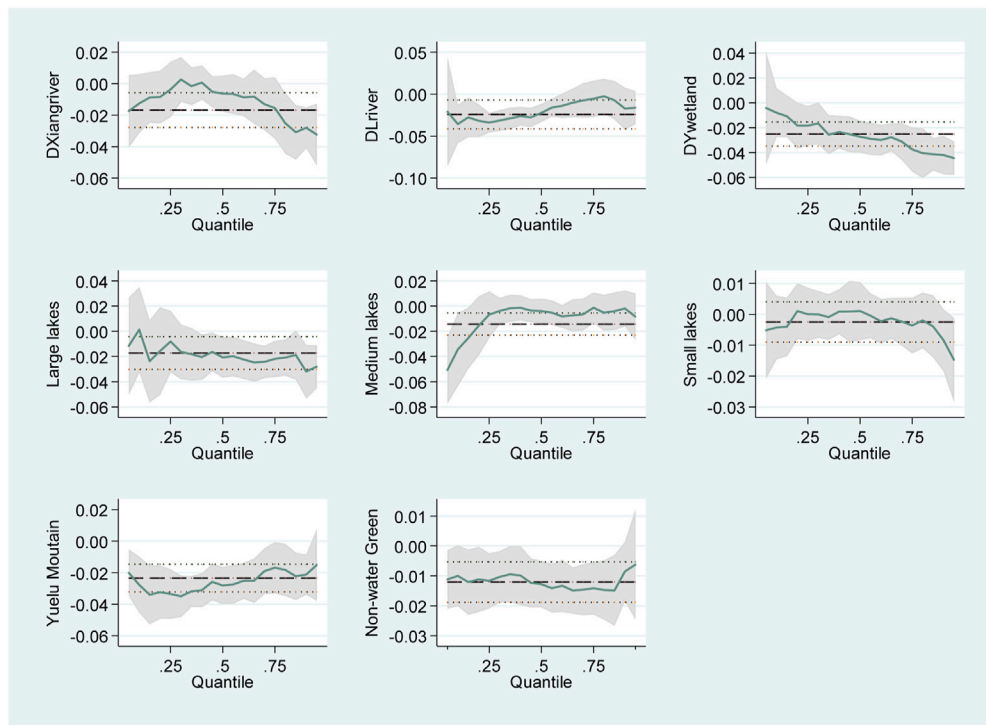 DXiangriver
0.02
0.00
-0.02
-0.04
-0.06
.25 .5 .75
Quantile
DLriver
0.05
0.00
-0.05
-0.10
.25 .5 .75
Quantile
DYwetland
0.04
0.02
0.00
-0.02
-0.04
-0.06
.25 .5 .75
Quantile
Large lakes
0.04
0.02
0.00
-0.02
-0.04
-0.06
.25 .5 .75
Quantile
Medium lakes
0.02
0.00
-0.02
-0.04
-0.06
-0.08
.25 .5 .75
Quantile
Small lakes
0.01
0.00
-0.01
-0.02
-0.03
.25 .5 .75
Quantile
Yuelu Moutain
0.02
0.00
-0.02
-0.04
-0.06
.25 .5 .75
Quantile
Non-water Green
0.01
0.00
-0.01
-0.02
-0.03
.25 .5 .75
Quantile